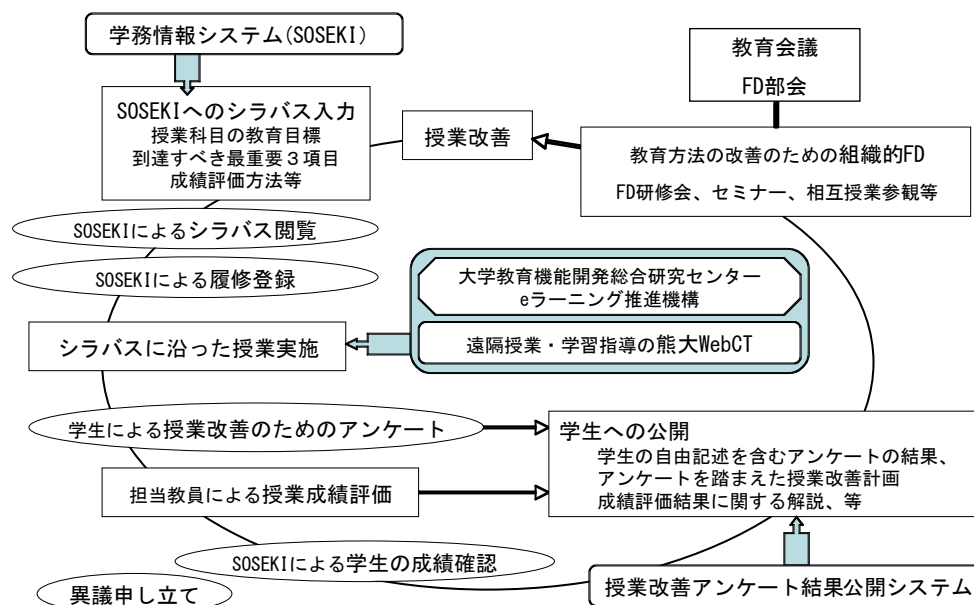 学務情報システム(SOSEKI)
教育会議
FD部会
SOSEKIへのシラバス入力
授業科目の教育目標
到達すべき最重要３項目
成績評価方法等
授業改善
教育方法の改善のための組織的FD
FD研修会、セミナー、相互授業参観等
SOSEKIによるシラバス閲覧
SOSEKIによる履修登録
大学教育機能開発総合研究センター
eラーニング推進機構
遠隔授業・学習指導の熊大WebCT
シラバスに沿った授業実施
学生による授業改善のためのアンケート
学生への公開
学生の自由記述を含むアンケートの結果、
アンケートを踏まえた授業改善計画
成績評価結果に関する解説、等
担当教員による授業成績評価
SOSEKIによる学生の成績確認
異議申し立て
授業改善アンケート結果公開システム